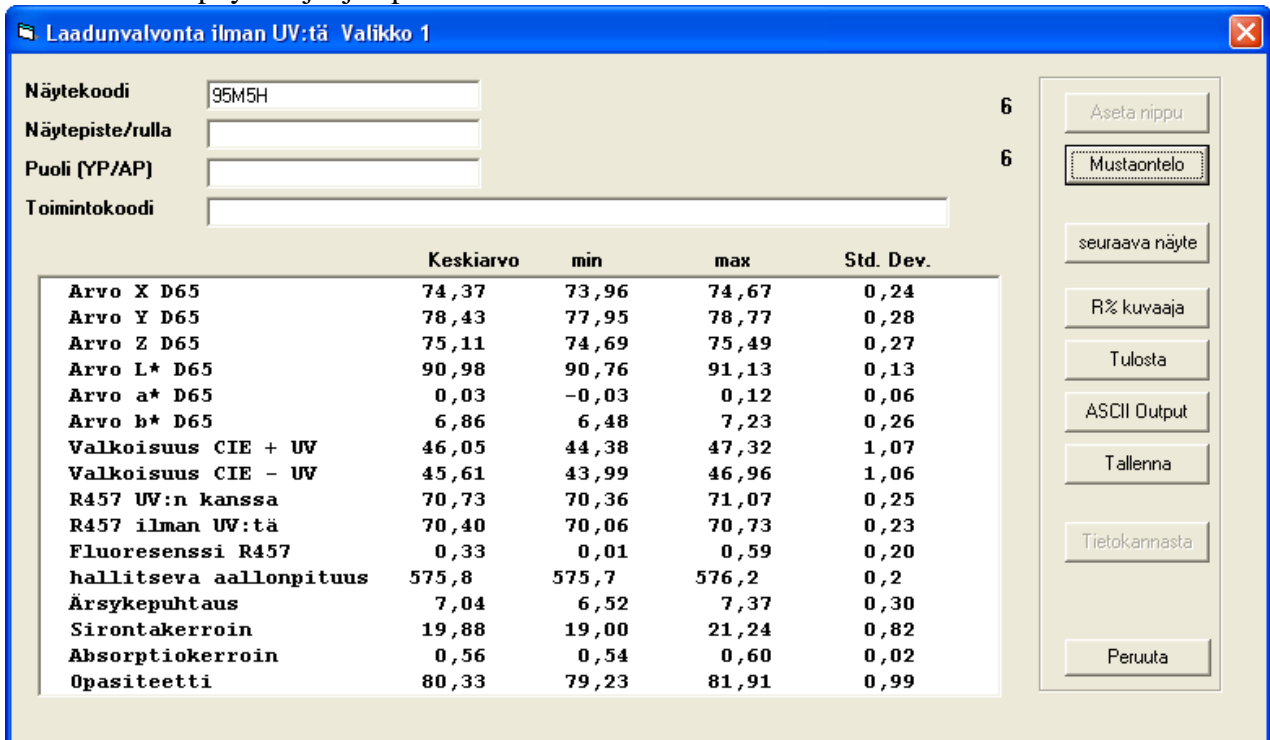 Laadunvalvonta ilman UV:tä Valikko 1
Näytekoodi 95M5H 6 Aseta nippu
Näytepiste/rulla
Puoli (YP/AP) 6 Mustaontelo
Toimintokoodi
seuraava näyte
Keskiarvo min max Std. Dev.
Arvo X D65 74,37 73,96 74,67 0,24
Arvo Y D65 78,43 77,95 78,77 0,28 R% kuvaaja
Arvo Z D65 75,11 74,69 75,49 0,27
Arvo L* D65 90,98 90,76 91,13 0,13 Tulosta
Arvo a* D65 0,03 -0,03 0,12 0,06
Arvo b* D65 6,86 6,48 7,23 0,26 ASCII Output
Valkoisuus CIE + UV 46,05 44,38 47,32 1,07
Valkoisuus CIE - UV 45,61 43,99 46,96 1,06 Tallenna
R457 UV:n kanssa 70,73 70,36 71,07 0,25
R457 ilman UV:tä 70,40 70,06 70,73 0,23
Fluoresenssi R457 0,33 0,01 0,59 0,20 Tietokannasta
hallitseva aallonpituus 575,8 575,7 576,2 0,2
Ärsykepuhtaus 7,04 6,52 7,37 0,30
Sirontakerroin 19,88 19,00 21,24 0,82
Absorptiokerroin 0,56 0,54 0,60 0,02 Peruuta
Opasiteetti 80,33 79,23 81,91 0,99